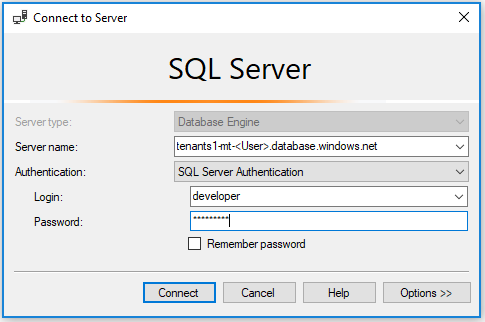 Connect to Server
SQL Server
Server type: Database Engine
Server name: tenants1-mt-<User>.database.windows.net
Authentication: SQL Server Authentication
Login: developer
Password: *********
Remember password
Connect Cancel Help Options >>